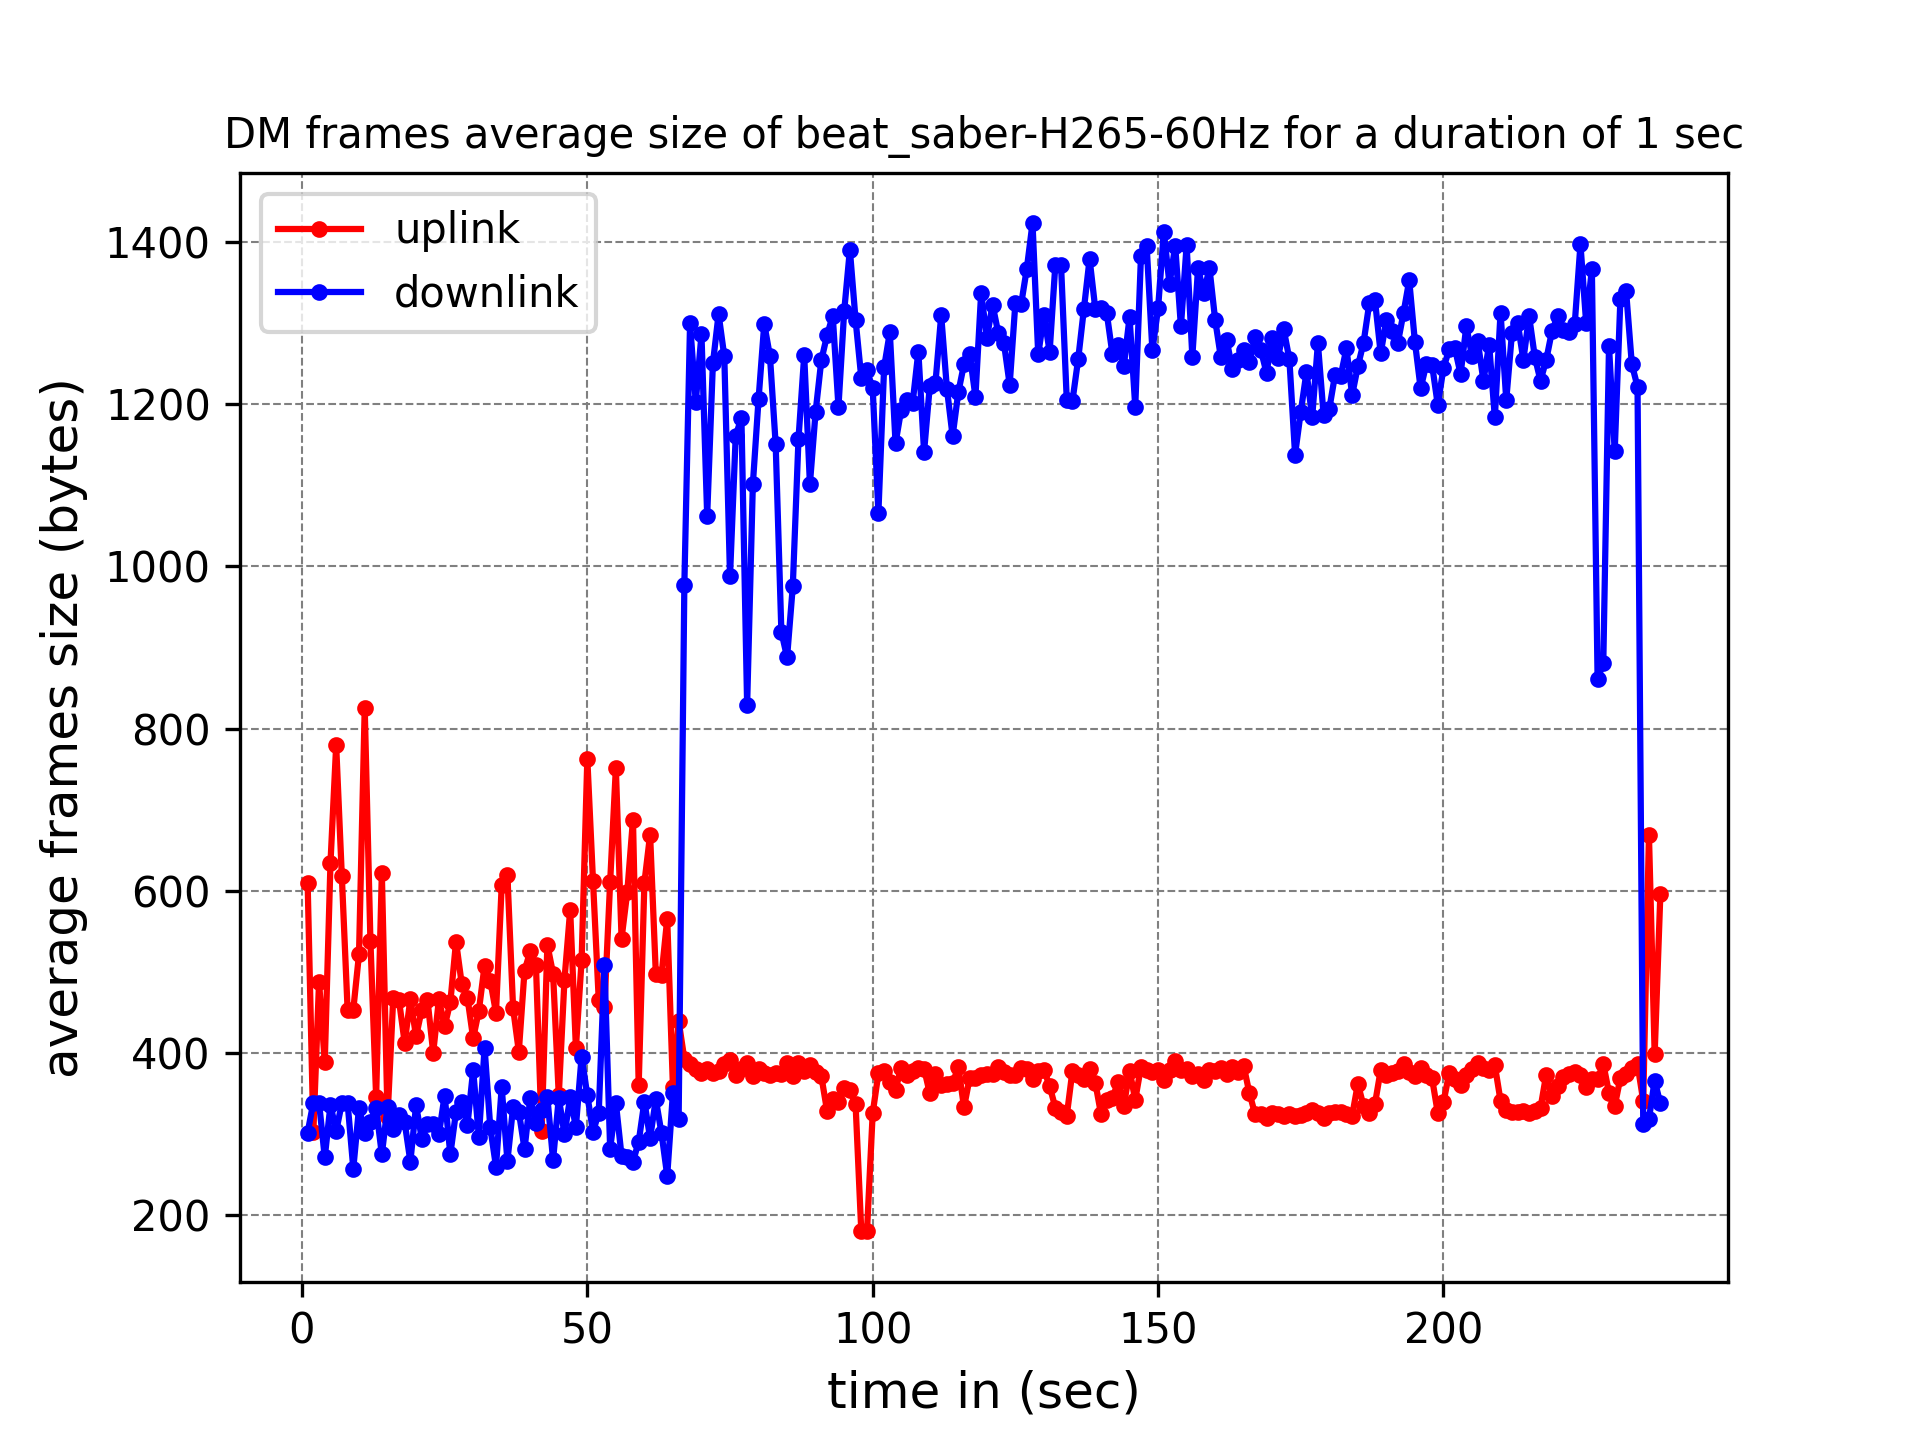 DM frames average size of beat_saber-H265-60Hz for a duration of 1 sec
uplink
downlink
average frames size (bytes)
1400
1200
1000
800
600
400
200
0 50 100 150 200
time in (sec)